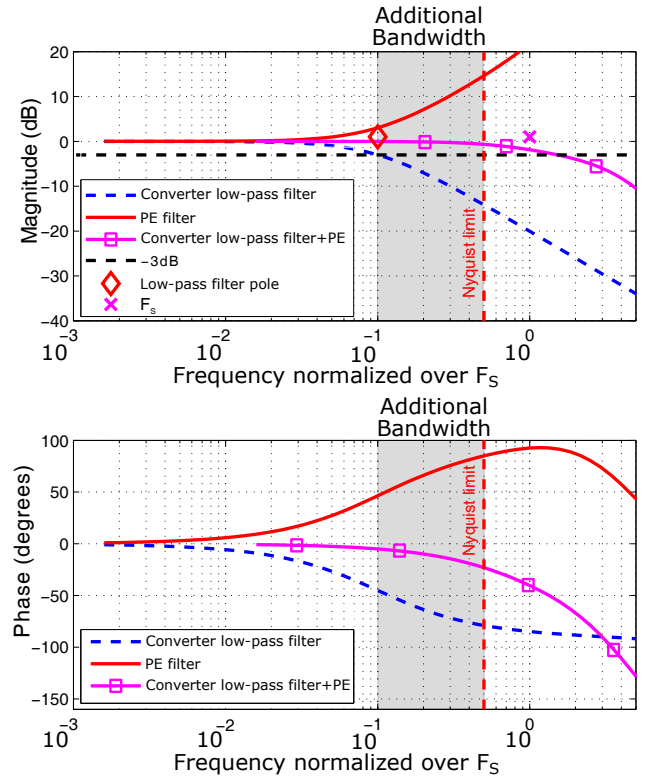 Additional
Bandwidth
20
10
0
−10
−20
−30
−40
Magnitude (dB)
Converter low-pass filter
PE filter
Converter low-pass filter+PE
−3dB
Low-pass filter pole
Fs
Nyquist limit
10^-3
10^-2
10^-1
10^0
Frequency normalized over FS
Additional
Bandwidth
100
50
0
−50
−100
−150
Phase (degrees)
Nyquist limit
Converter low-pass filter
PE filter
Converter low-pass filter+PE
10^-3
10^-2
10^-1
10^0
Frequency normalized over FS